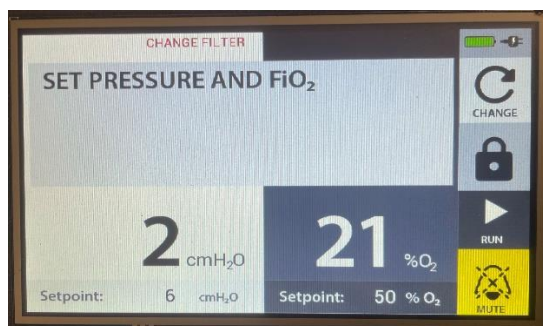 CHANGE FILTER
SET PRESSURE AND FiO₂
CHANGE
2 cmH₂O
21 %O₂
RUN
Setpoint: 6 cmH₂O
Setpoint: 50 % O₂
MUTE